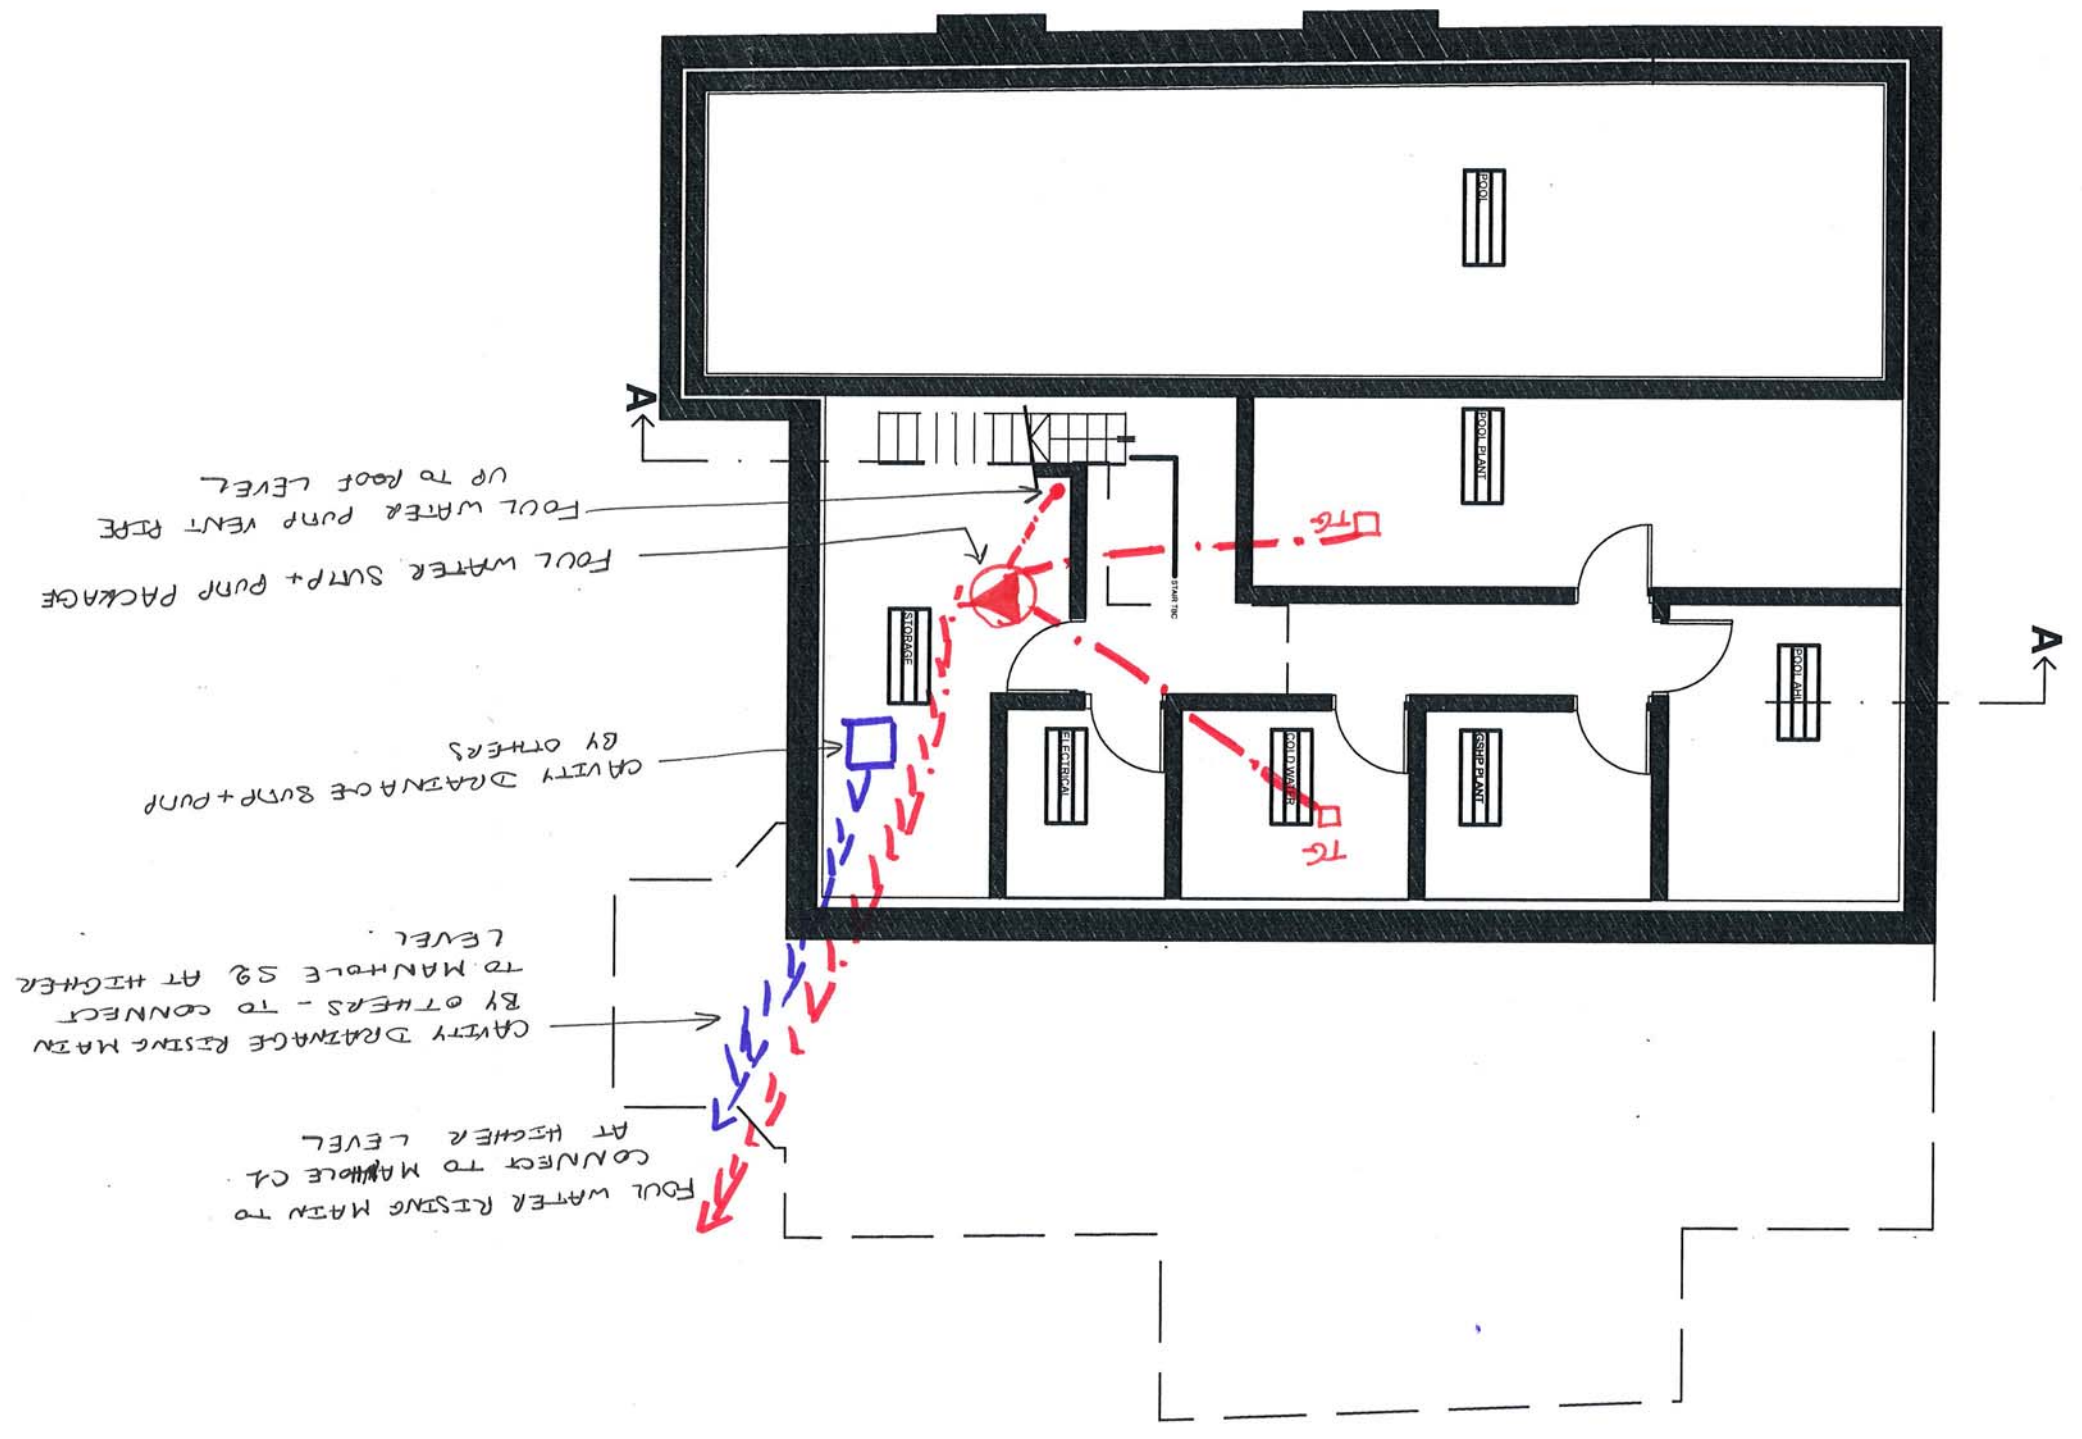 FOUL WATER RISING MAIN TO
CONNECT TO MANHOLE C1
AT HIGHER LEVEL
CAVITY DRAINAGE RISING MAIN
BY OTHERS - TO CONNECT
TO MANHOLE S2 AT HIGHER
LEVEL.
CAVITY DRAINAGE SUMP + PUMP
BY OTHERS
FOUL WATER SUMP + PUMP PACKAGE
FOUL WATER PUMP VENT PIPE
UP TO ROOF LEVEL
A
A
POOL
POOL PLANT
POOL AHU
STORAGE
ELECTRICAL
COLD WATER
GSHP PLANT
STAIR TBC
TG
TG